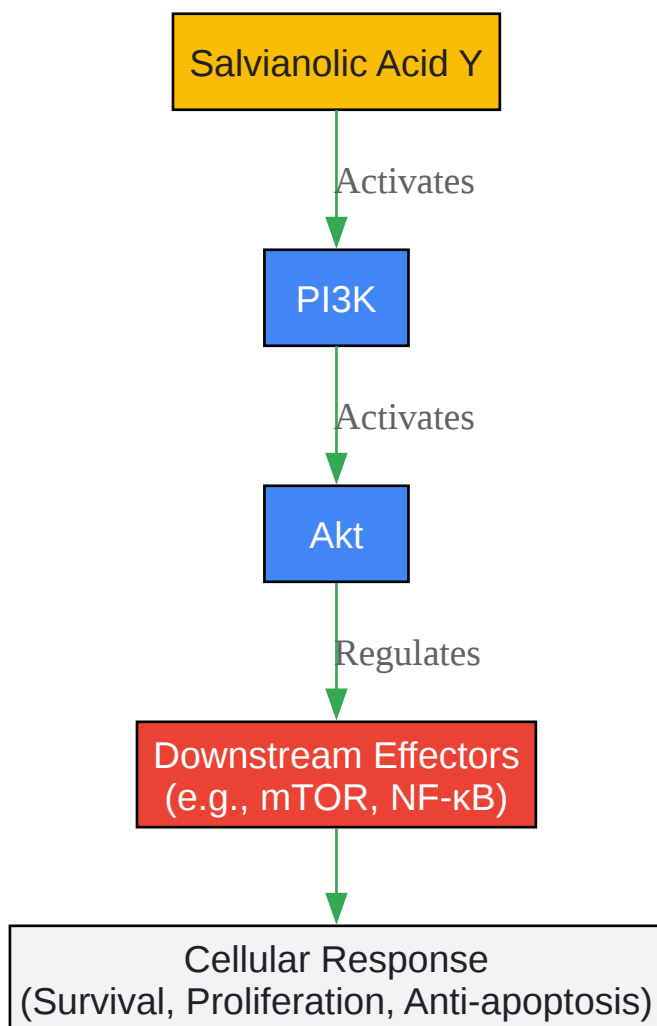 Salvianolic Acid Y
Activates
PI3K
Activates
Akt
Regulates
Downstream Effectors
(e.g., mTOR, NF-κB)
Cellular Response
(Survival, Proliferation, Anti-apoptosis)